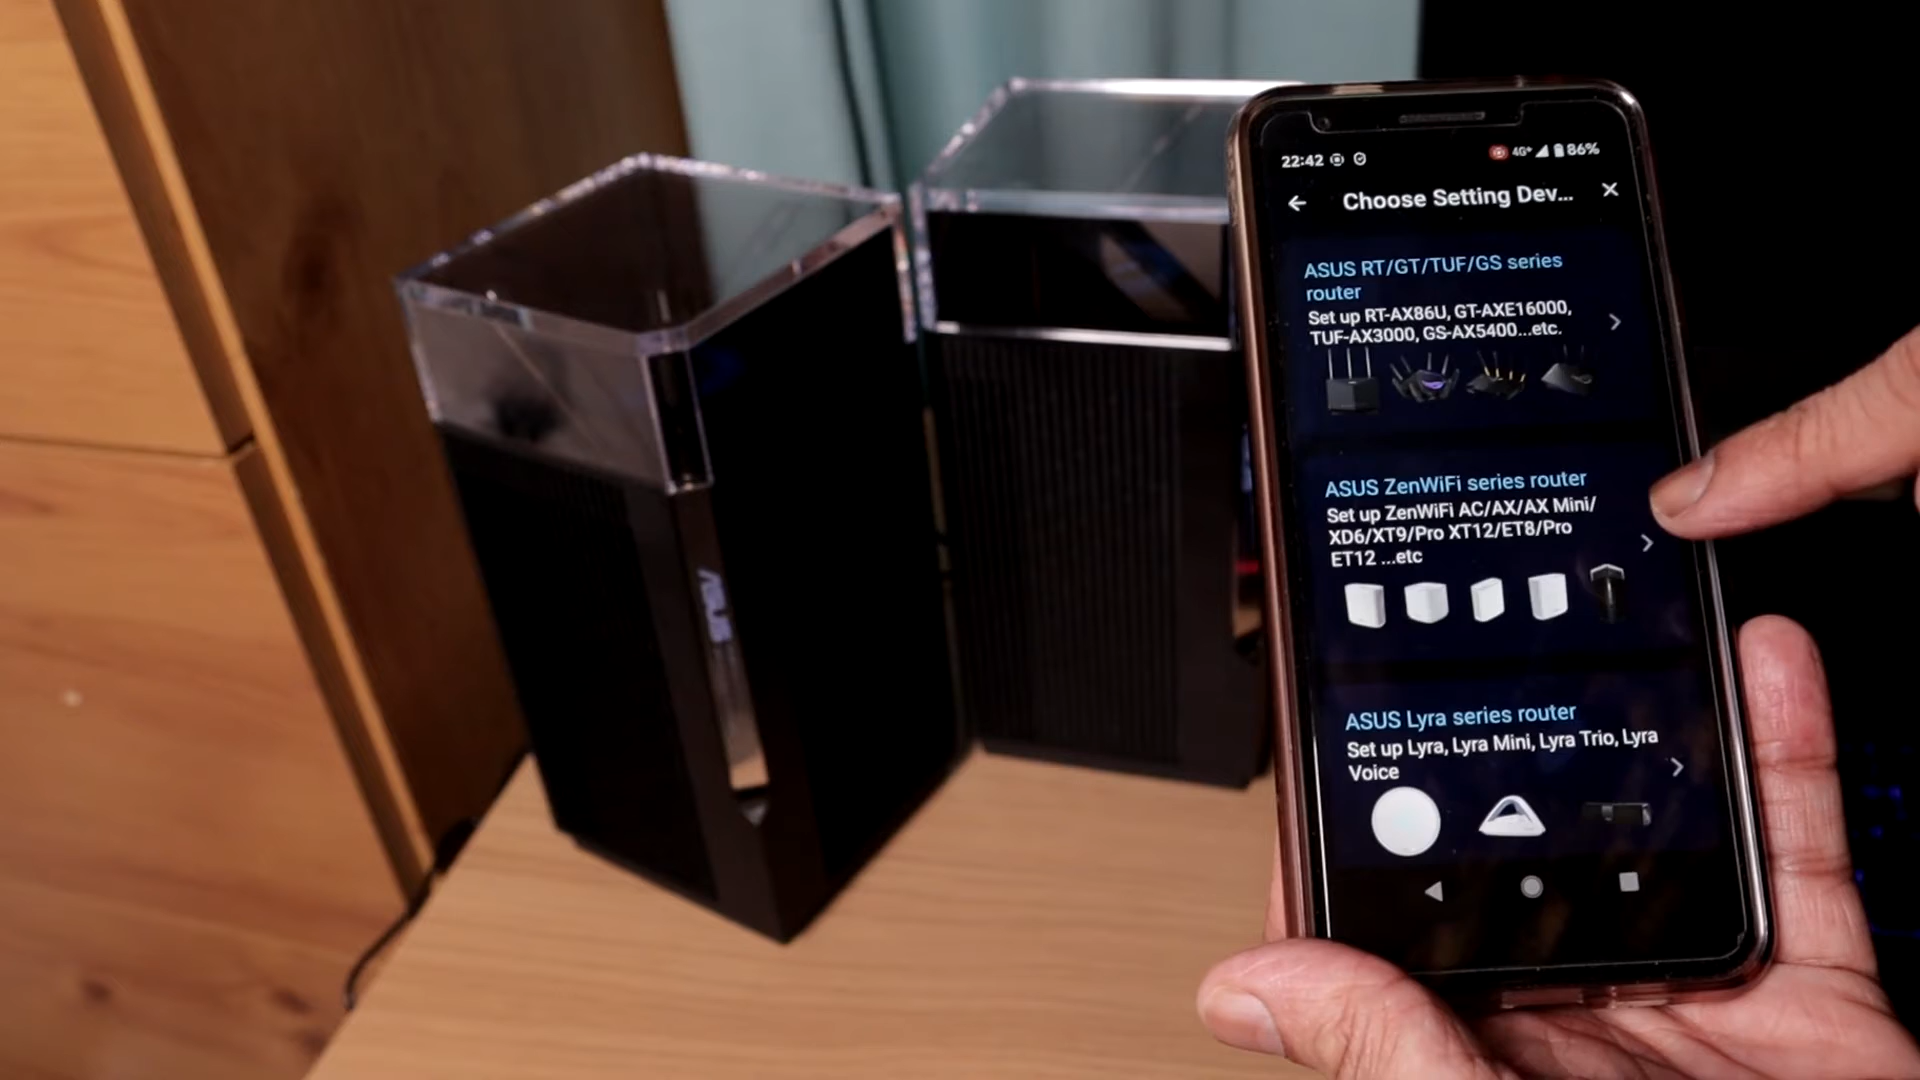 ASUS
22:42
4G+
86%
Choose Setting Dev...
ASUS RT/GT/TUF/GS series
router
Set up RT-AX86U, GT-AXE16000,
TUF-AX3000, GS-AX5400...etc.
ASUS ZenWiFi series router
Set up ZenWiFi AC/AX/AX Mini/
XD6/XT9/Pro XT12/ET8/Pro
ET12 ...etc
ASUS Lyra series router
Set up Lyra, Lyra Mini, Lyra Trio, Lyra
Voice